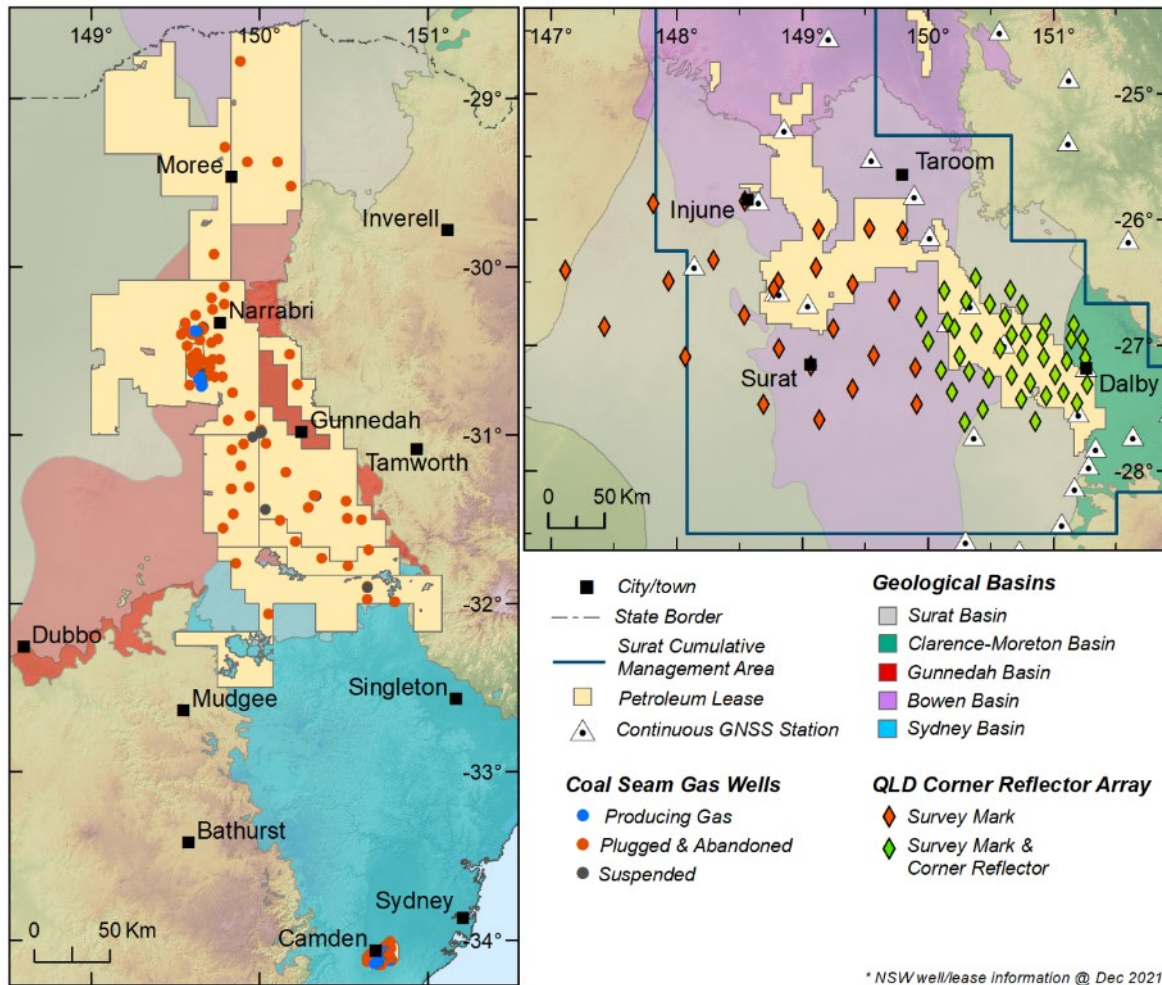 149°
150°
151°
-29°
Moree
Inverell
-30°
Narrabri
Gunnedah
-31°
Tamworth
-32°
Dubbo
Singleton
Mudgee
-33°
Bathurst
Sydney
0 50 Km
Camden
-34°
147° 148° 149° 150° 151°
-25°
Taroom
Injune
-26°
-27°
Surat
Dalby
0 50 Km
-28°
City/town
State Border
Surat Cumulative
Management Area
Petroleum Lease
Continuous GNSS Station
Geological Basins
Surat Basin
Clarence-Moreton Basin
Gunnedah Basin
Bowen Basin
Sydney Basin
Coal Seam Gas Wells
Producing Gas
Plugged & Abandoned
Suspended
QLD Corner Reflector Array
Survey Mark
Survey Mark &
Corner Reflector
* NSW well/lease information @ Dec 2021